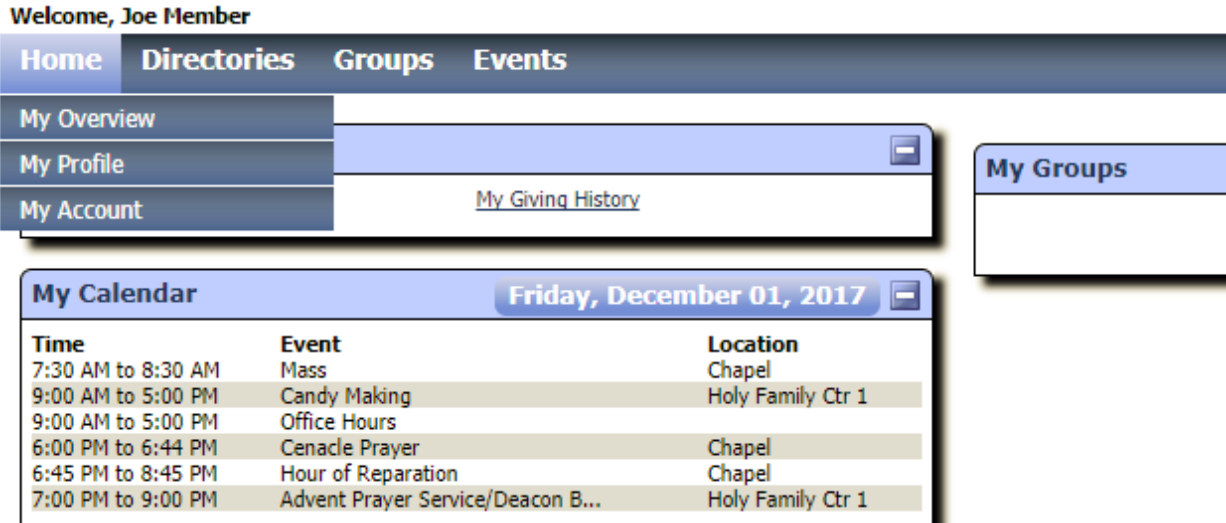 Welcome, Joe Member
Home Directories Groups Events
My Overview
My Profile
My Account
My Giving History
My Groups
My Calendar Friday, December 01, 2017
Time Event Location
7:30 AM to 8:30 AM Mass Chapel
9:00 AM to 5:00 PM Candy Making Holy Family Ctr 1
9:00 AM to 5:00 PM Office Hours
6:00 PM to 6:44 PM Cenacle Prayer Chapel
6:45 PM to 8:45 PM Hour of Reparation Chapel
7:00 PM to 9:00 PM Advent Prayer Service/Deacon B... Holy Family Ctr 1